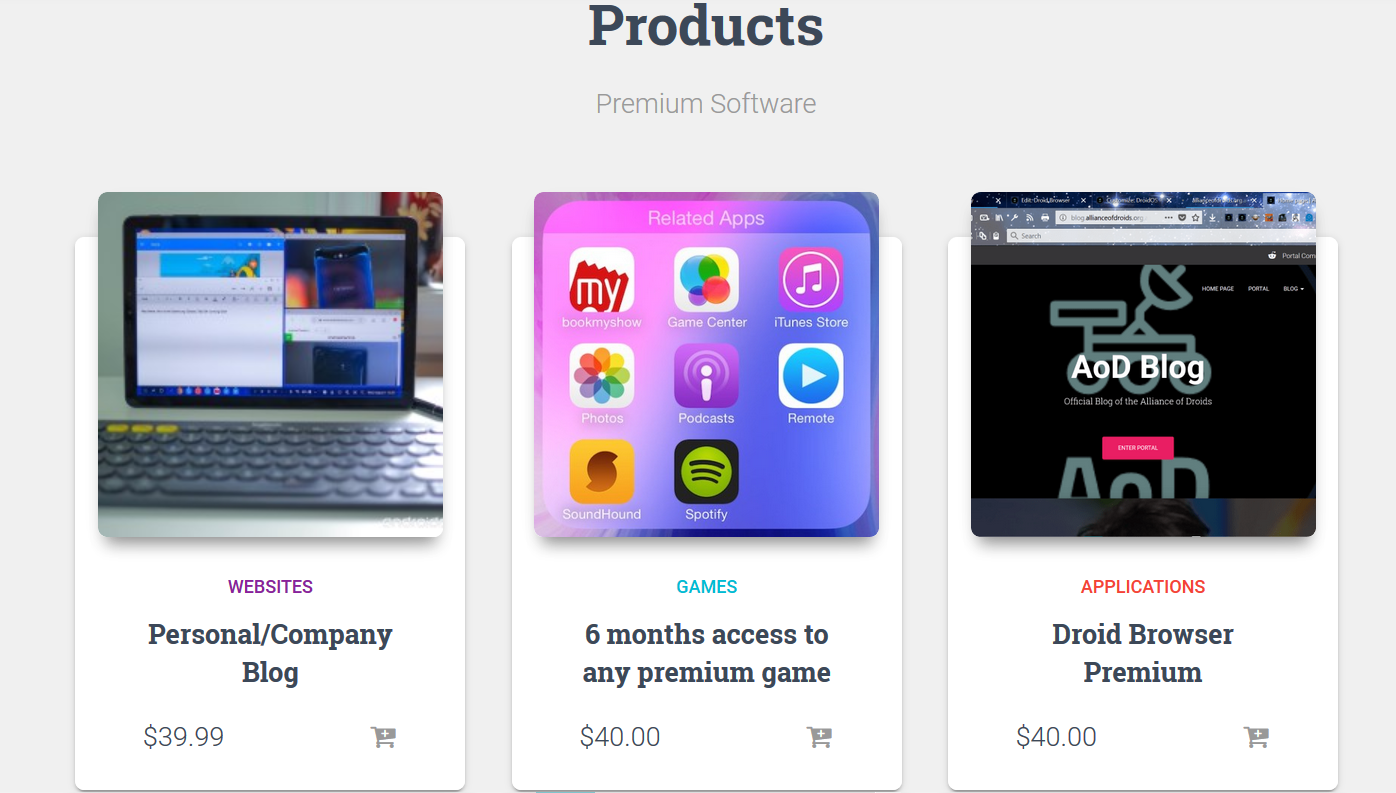 Products
Premium Software
Related Apps
my
bookmyshow
Game Center
iTunes Store
Photos
Podcasts
Remote
SoundHound
Spotify
Edit: Droid Browser
blog.allianceofdroids.org
Search
Portal Com
HOME PAGE
PORTAL
BLOG
AoD Blog
Official Blog of the Alliance of Droids
ENTER PORTAL
AoD
WEBSITES
Personal/Company
Blog
$39.99
GAMES
6 months access to
any premium game
$40.00
APPLICATIONS
Droid Browser
Premium
$40.00